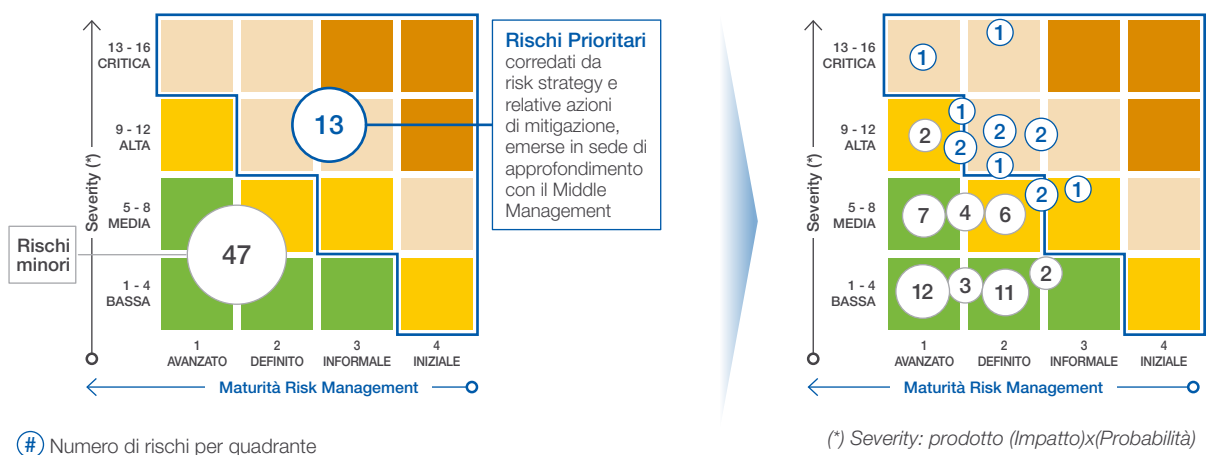 Severity (*)
13 - 16
CRITICA
9 - 12
ALTA
5 - 8
MEDIA
1 - 4
BASSA
Rischi
minori
13
47
Rischi Prioritari
corredati da
risk strategy e
relative azioni
di mitigazione,
emerse in sede di
approfondimento
con il Middle
Management
1
AVANZATO
2
DEFINITO
3
INFORMALE
4
INIZIALE
Maturità Risk Management
# Numero di rischi per quadrante
Severity (*)
13 - 16
CRITICA
9 - 12
ALTA
5 - 8
MEDIA
1 - 4
BASSA
1
1
1
2
2
2
2
1
2
1
7
4
6
12
3
11
2
1
AVANZATO
2
DEFINITO
3
INFORMALE
4
INIZIALE
Maturità Risk Management
(*) Severity: prodotto (Impatto)x(Probabilità)